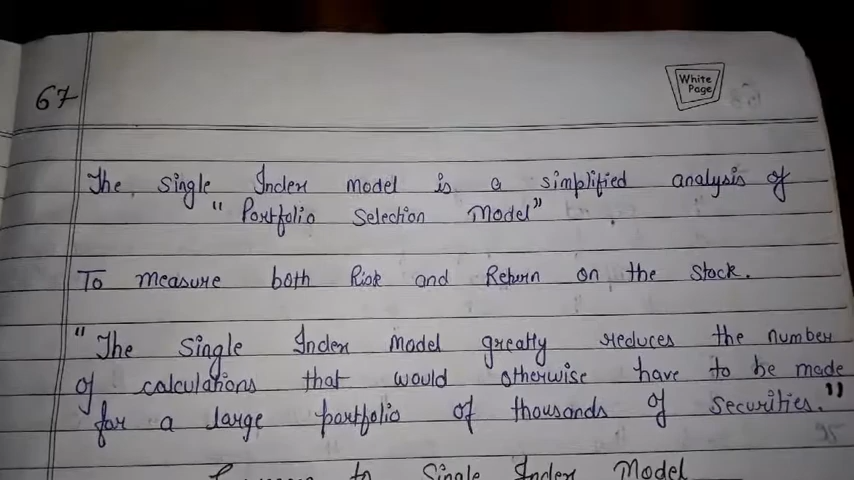 67
White
Page
The Single Index model is a simplified analysis of
"Portfolio Selection Model"
To measure both Risk and Return on the Stock.
"The Single Index model greatly reduces the number
of calculations that would otherwise have to be made
for a large portfolio of thousands of securities."
to Single Index Model